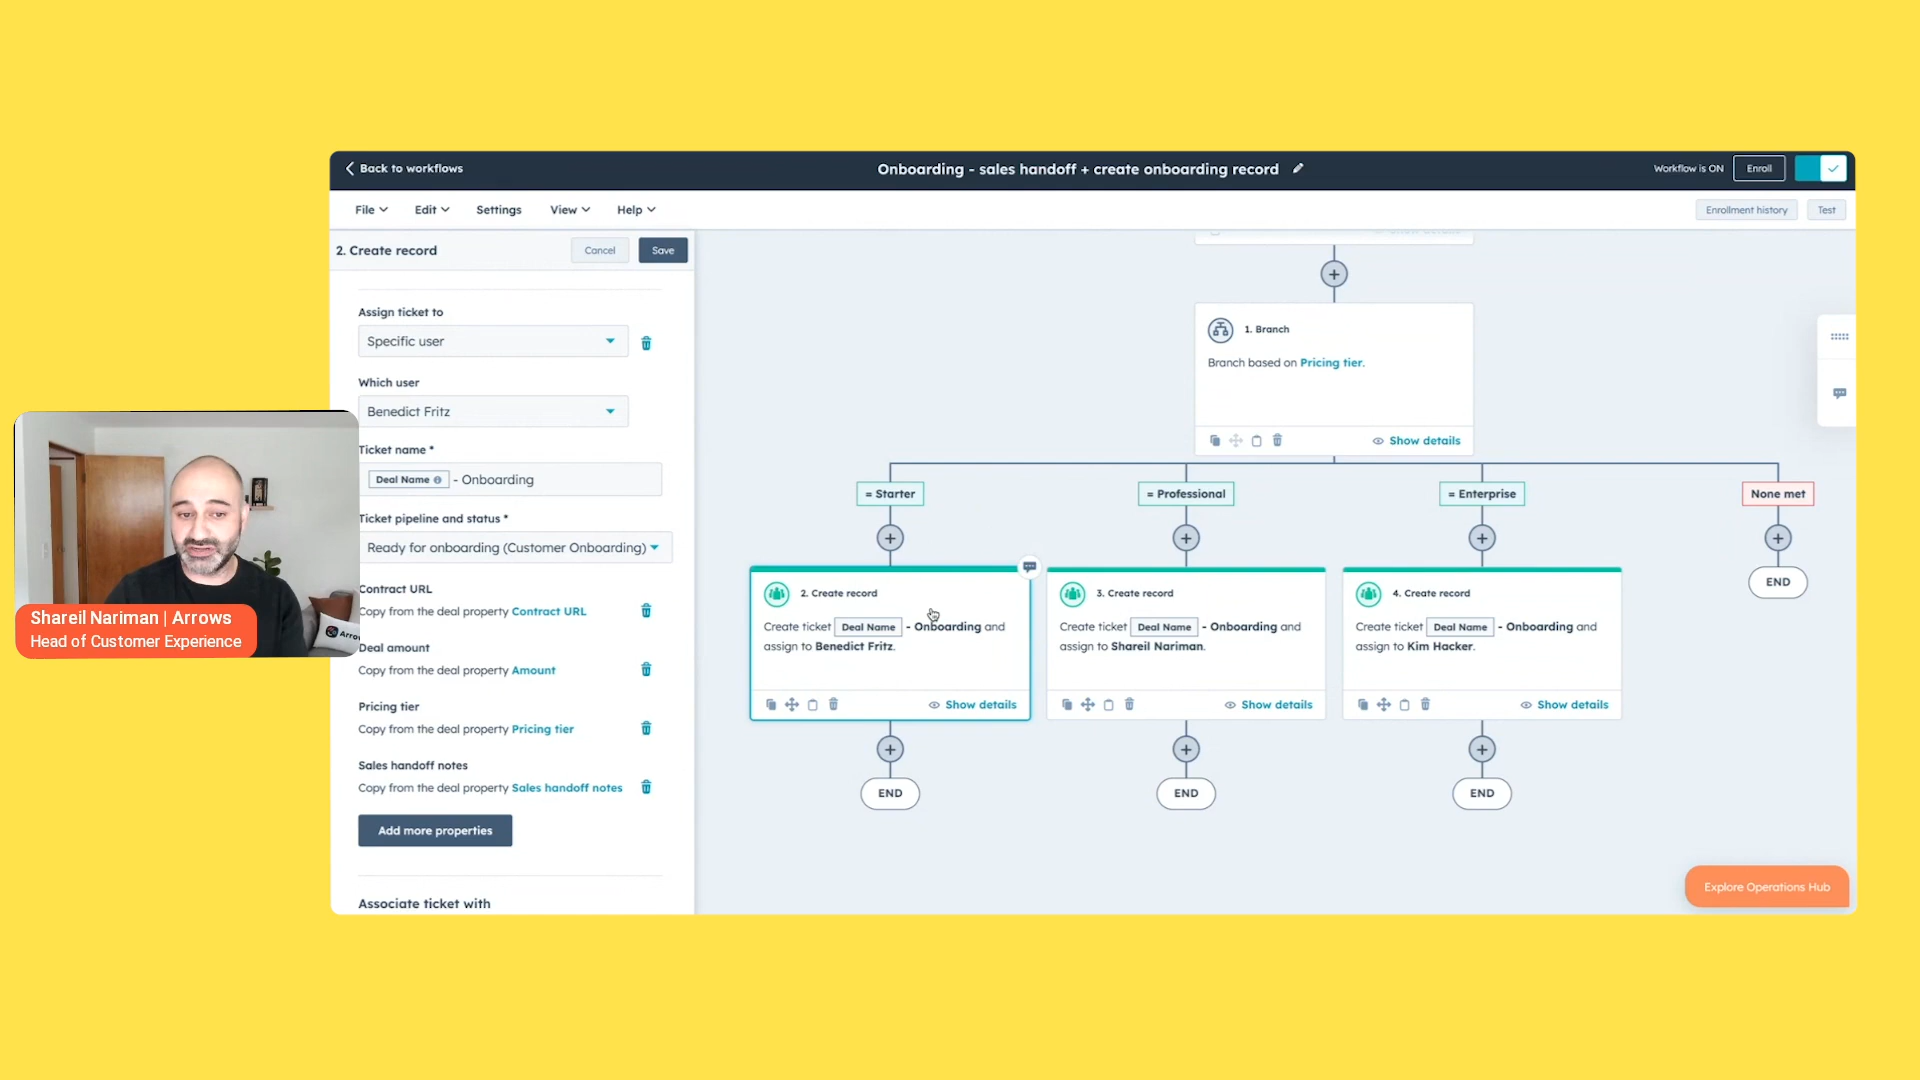 Back to workflows
Onboarding - sales handoff + create onboarding record
Workflow is ON
Enroll
File
Edit
Settings
View
Help
Enrollment history
Test
2. Create record
Cancel
Save
Assign ticket to
Specific user
Which user
Benedict Fritz
Ticket name *
Deal Name - Onboarding
Ticket pipeline and status *
Ready for onboarding (Customer Onboarding)
Contract URL
Copy from the deal property Contract URL
Deal amount
Copy from the deal property Amount
Pricing tier
Copy from the deal property Pricing tier
Sales handoff notes
Copy from the deal property Sales handoff notes
Add more properties
Associate ticket with
Show details
1. Branch
Branch based on Pricing tier.
Show details
= Starter
= Professional
= Enterprise
None met
END
2. Create record
Create ticket Deal Name - Onboarding and
assign to Benedict Fritz.
Show details
END
3. Create record
Create ticket Deal Name - Onboarding and
assign to Shareil Nariman.
Show details
END
4. Create record
Create ticket Deal Name - Onboarding and
assign to Kim Hacker.
Show details
END
Explore Operations Hub
Shareil Nariman | Arrows
Head of Customer Experience